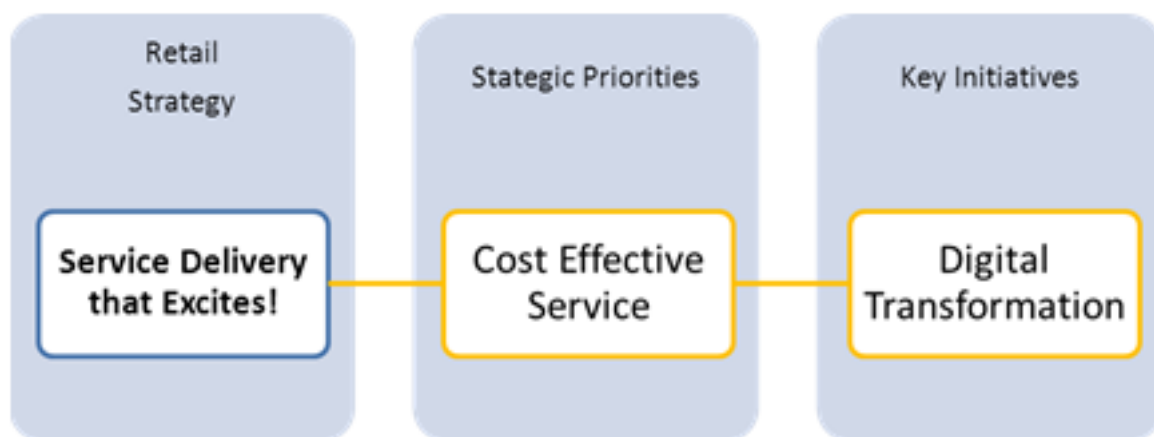 Retail
Strategy
Stategic Priorities
Key Initiatives
Service Delivery
that Excites!
Cost Effective
Service
Digital
Transformation